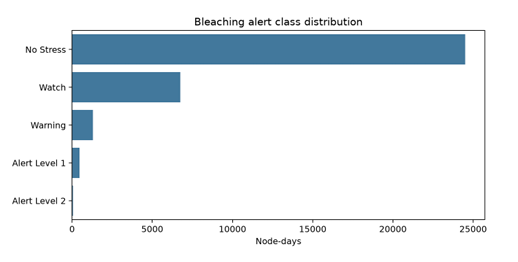 Bleaching alert class distribution
No Stress
Watch
Warning
Alert Level 1
Alert Level 2
0 5000 10000 15000 20000 25000
Node-days